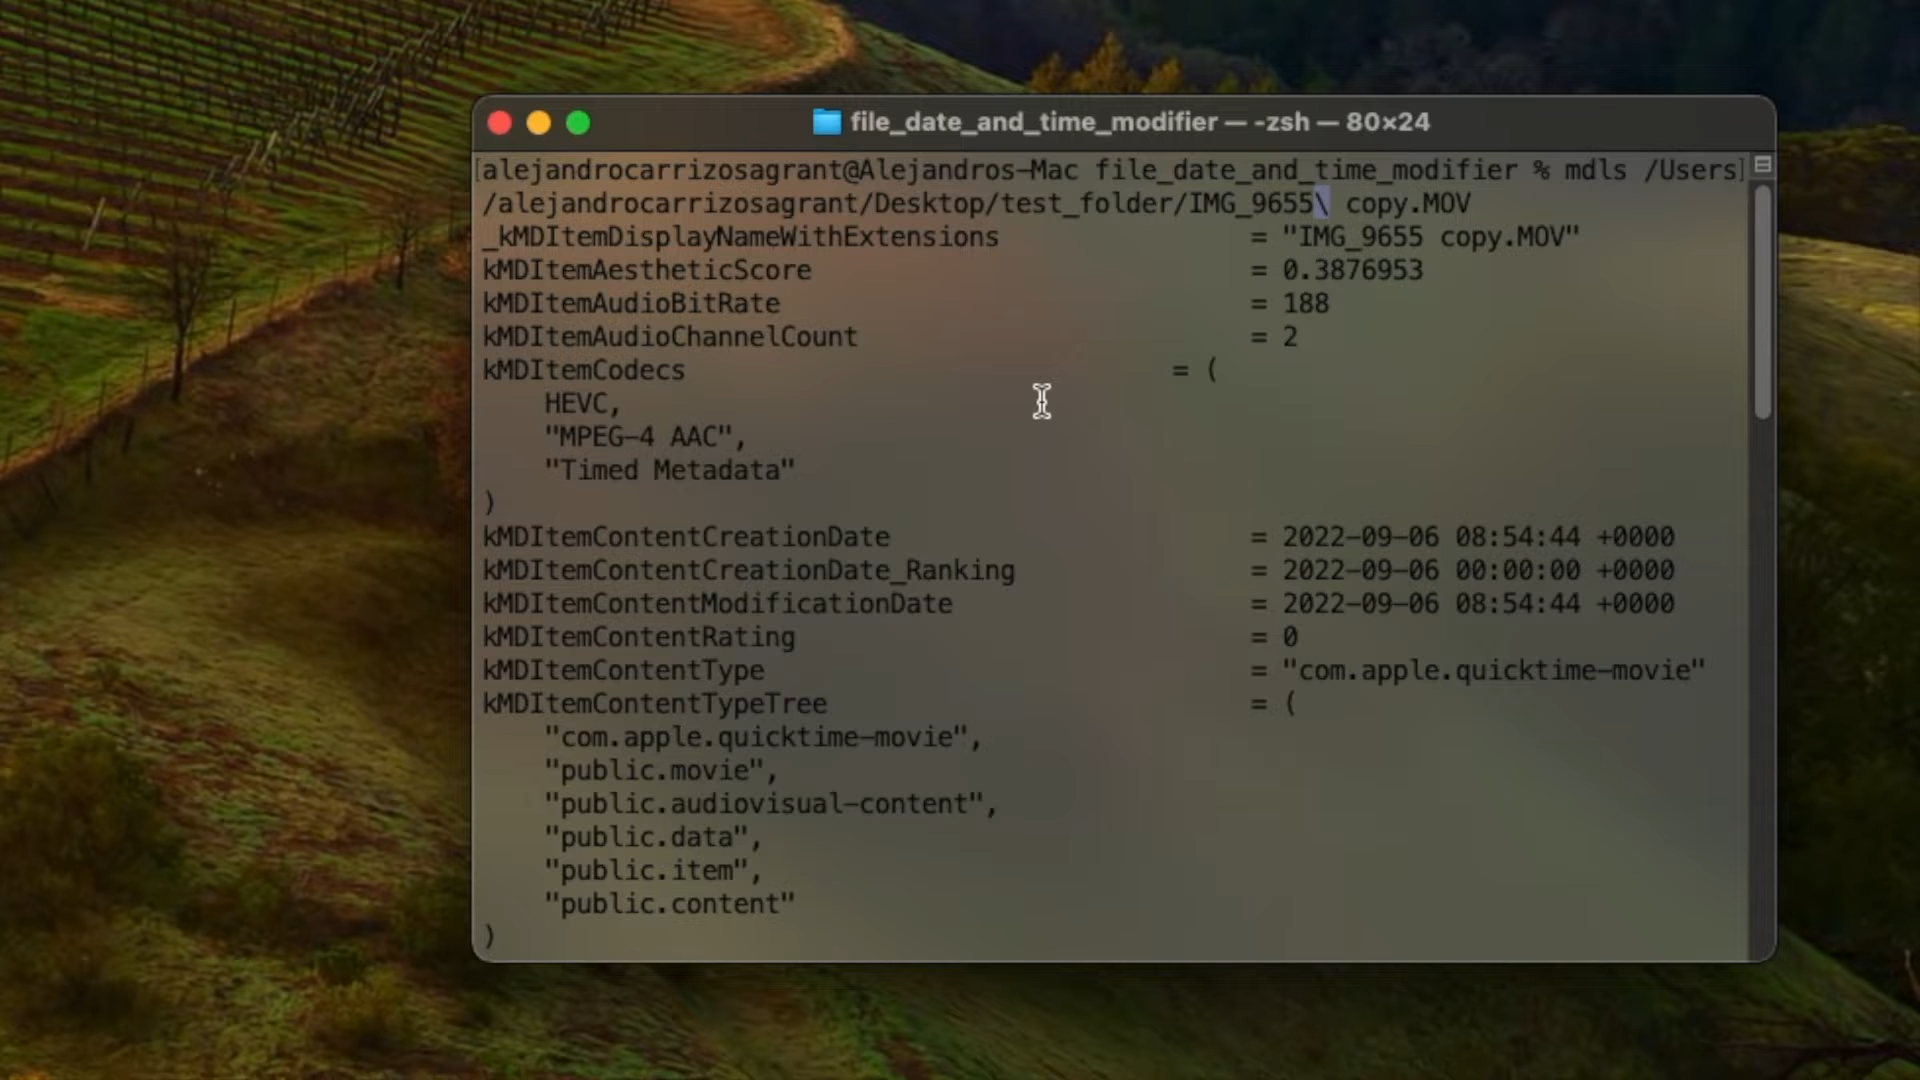 file_date_and_time_modifier — -zsh — 80×24
alejandrocarrizosagrant@Alejandros-Mac file_date_and_time_modifier % mdls /Users
/alejandrocarrizosagrant/Desktop/test_folder/IMG_9655\ copy.MOV
_kMDItemDisplayNameWithExtensions = "IMG_9655 copy.MOV"
kMDItemAestheticScore = 0.3876953
kMDItemAudioBitRate = 188
kMDItemAudioChannelCount = 2
kMDItemCodecs = (
HEVC,
"MPEG-4 AAC",
"Timed Metadata"
)
kMDItemContentCreationDate = 2022-09-06 08:54:44 +0000
kMDItemContentCreationDate_Ranking = 2022-09-06 00:00:00 +0000
kMDItemContentModificationDate = 2022-09-06 08:54:44 +0000
kMDItemContentRating = 0
kMDItemContentType = "com.apple.quicktime-movie"
kMDItemContentTypeTree = (
"com.apple.quicktime-movie",
"public.movie",
"public.audiovisual-content",
"public.data",
"public.item",
"public.content"
)